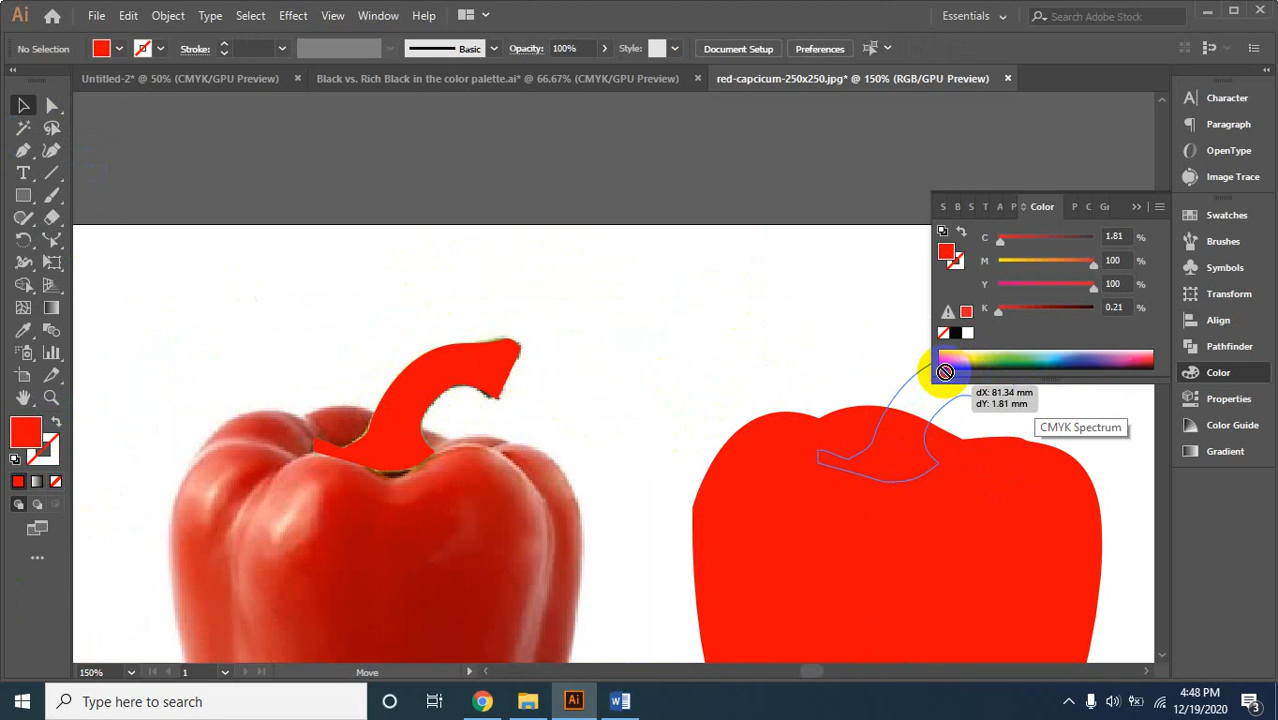 Ai File Edit Object Type Select Effect View Window Help Essentials Search Adobe Stock
No Selection Stroke: Basic Opacity: 100% Style: Document Setup Preferences
Untitled-2* @ 50% (CMYK/GPU Preview) × Black vs. Rich Black in the color palette.ai* @ 66.67% (CMYK/GPU Preview) × red-capcicum-250x250.jpg* @ 150% (RGB/GPU Preview) ×
Character
Paragraph
OpenType
Image Trace
Swatches
Brushes
Symbols
Transform
Align
Pathfinder
Color
Properties
Color Guide
Gradient
S B S T A P Color P C Gr
C 1.81 %
M 100 %
Y 100 %
K 0.21 %
dX: 81.34 mm
dY: 1.81 mm
CMYK Spectrum
150% 1 Move
Type here to search
Ai
W
4:48 PM
12/19/2020
3